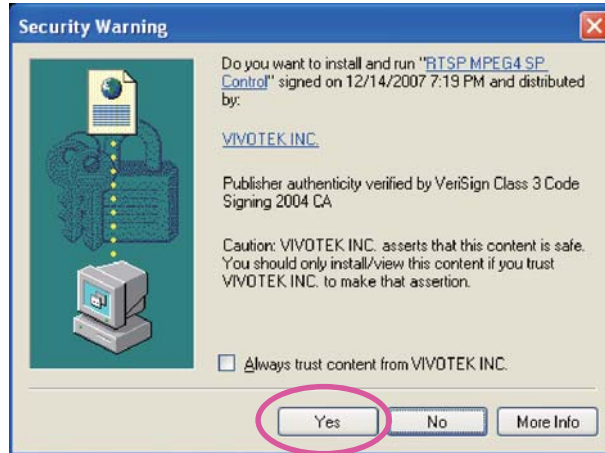 Security Warning
Do you want to install and run "RTSP MPEG4 SP
Control" signed on 12/14/2007 7:19 PM and distributed
by:
VIVOTEK INC.
Publisher authenticity verified by VeriSign Class 3 Code
Signing 2004 CA
Caution: VIVOTEK INC. asserts that this content is safe.
You should only install/view this content if you trust
VIVOTEK INC. to make that assertion.
Always trust content from VIVOTEK INC.
Yes No More Info